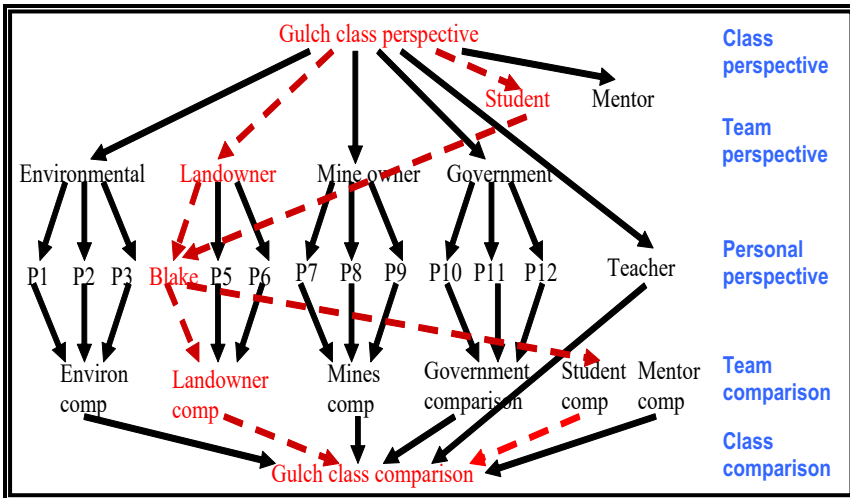 Gulch class perspective
Class
perspective
Student
Mentor
Team
perspective
Environmental
Landowner
Mine owner
Government
Personal
perspective
P1
P2
P3
Blake
P5
P6
P7
P8
P9
P10
P11
P12
Teacher
Environ
comp
Landowner
comp
Mines
comp
Government
comparison
Student
comp
Mentor
comp
Team
comparison
Gulch class comparison
Class
comparison